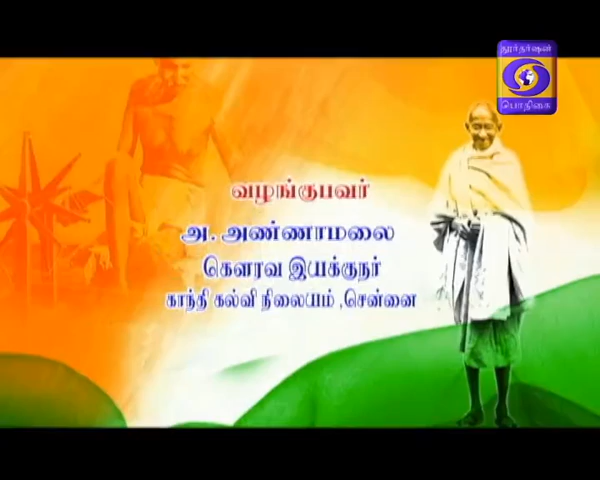 தூர்தர்ஷன்
பொதிகை
வழங்குபவர்
அ. அண்ணாமலை
கௌரவ இயக்குநர்
காந்தி கல்வி நிலையம் ,சென்னை